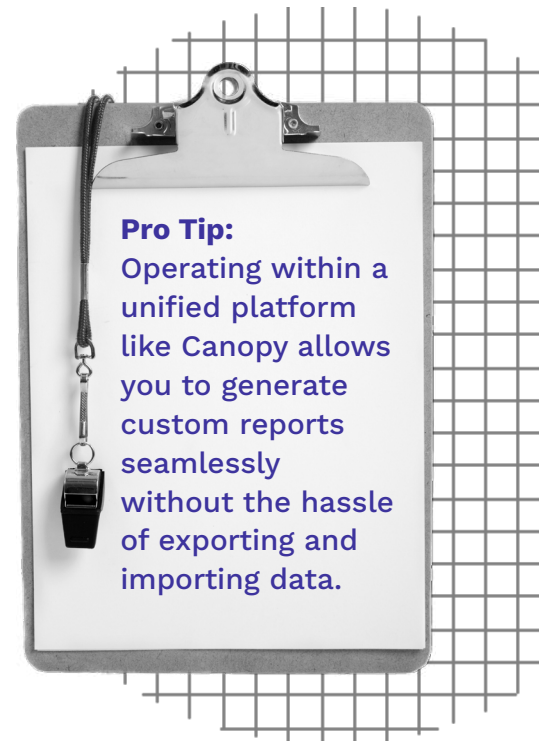 Pro Tip:
Operating within a
unified platform
like Canopy allows
you to generate
custom reports
seamlessly
without the hassle
of exporting and
importing data.